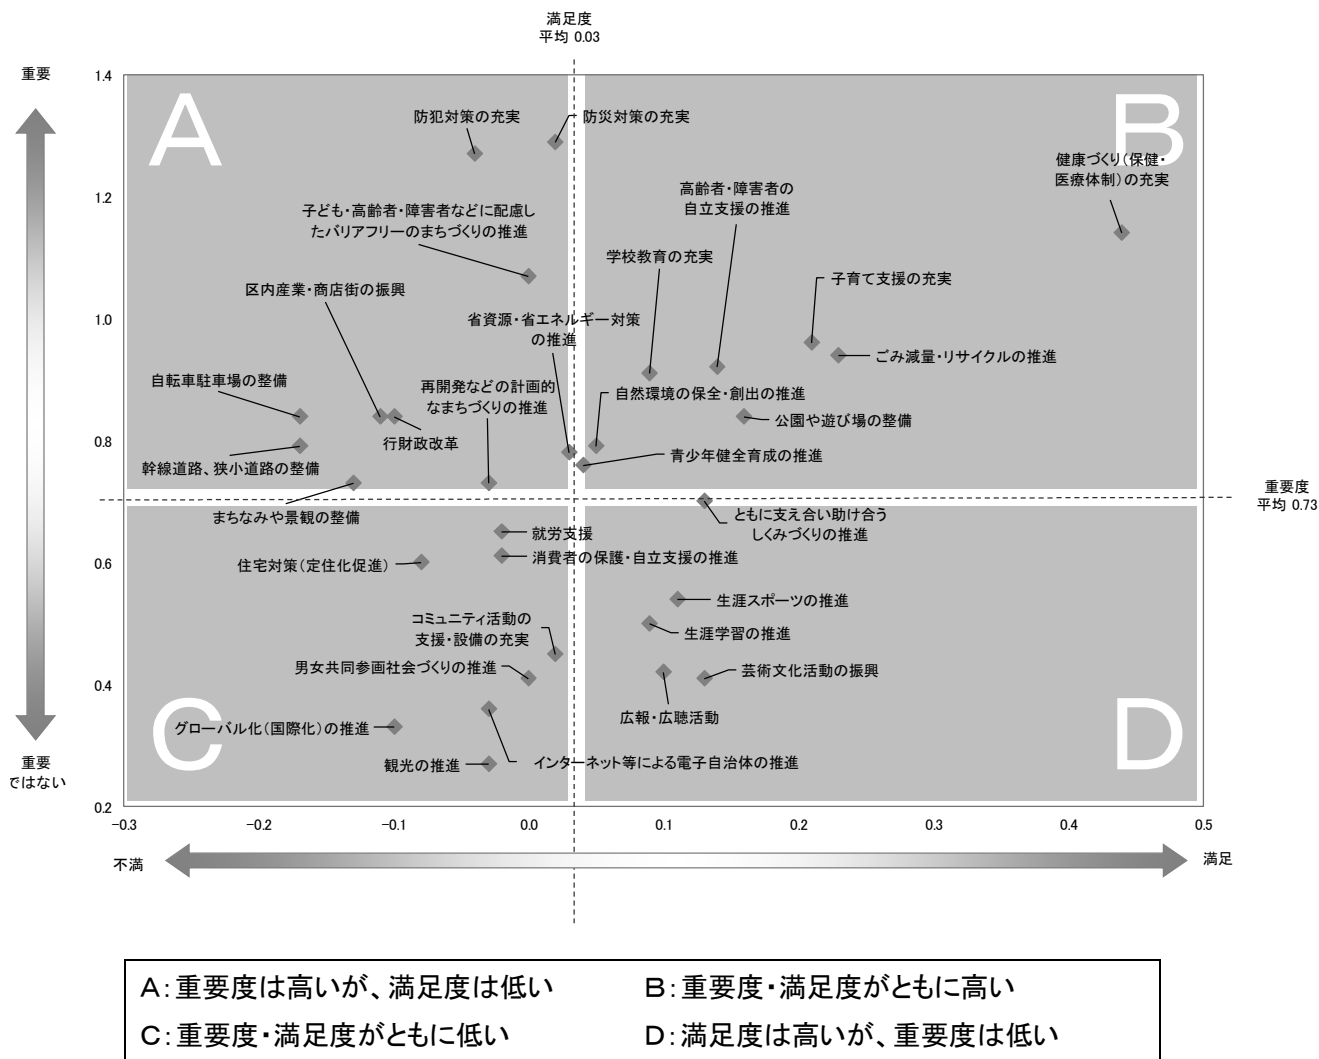 満足度
平均 0.03
重要
1.4
A
B
防犯対策の充実
防災対策の充実
健康づくり(保健・
医療体制)の充実
1.2
高齢者・障害者の
自立支援の推進
子ども・高齢者・障害者などに配慮し
たバリアフリーのまちづくりの推進
学校教育の充実
子育て支援の充実
区内産業・商店街の振興
1.0
省資源・省エネルギー対策
の推進
ごみ減量・リサイクルの推進
自転車駐車場の整備
再開発などの計画的
なまちづくりの推進
自然環境の保全・創出の推進
公園や遊び場の整備
行財政改革
0.8
幹線道路、狭小道路の整備
青少年健全育成の推進
重要度
平均 0.73
まちなみや景観の整備
ともに支え合い助け合う
しくみづくりの推進
就労支援
消費者の保護・自立支援の推進
0.6
住宅対策(定住化促進)
生涯スポーツの推進
コミュニティ活動の
支援・設備の充実
生涯学習の推進
男女共同参画社会づくりの推進
芸術文化活動の振興
0.4
広報・広聴活動
C
D
グローバル化(国際化)の推進
インターネット等による電子自治体の推進
観光の推進
重要
ではない
0.2
-0.3
-0.2
-0.1
0.0
0.1
0.2
0.3
0.4
0.5
不満
満足
A:重要度は高いが、満足度は低い
B:重要度・満足度がともに高い
C:重要度・満足度がともに低い
D:満足度は高いが、重要度は低い